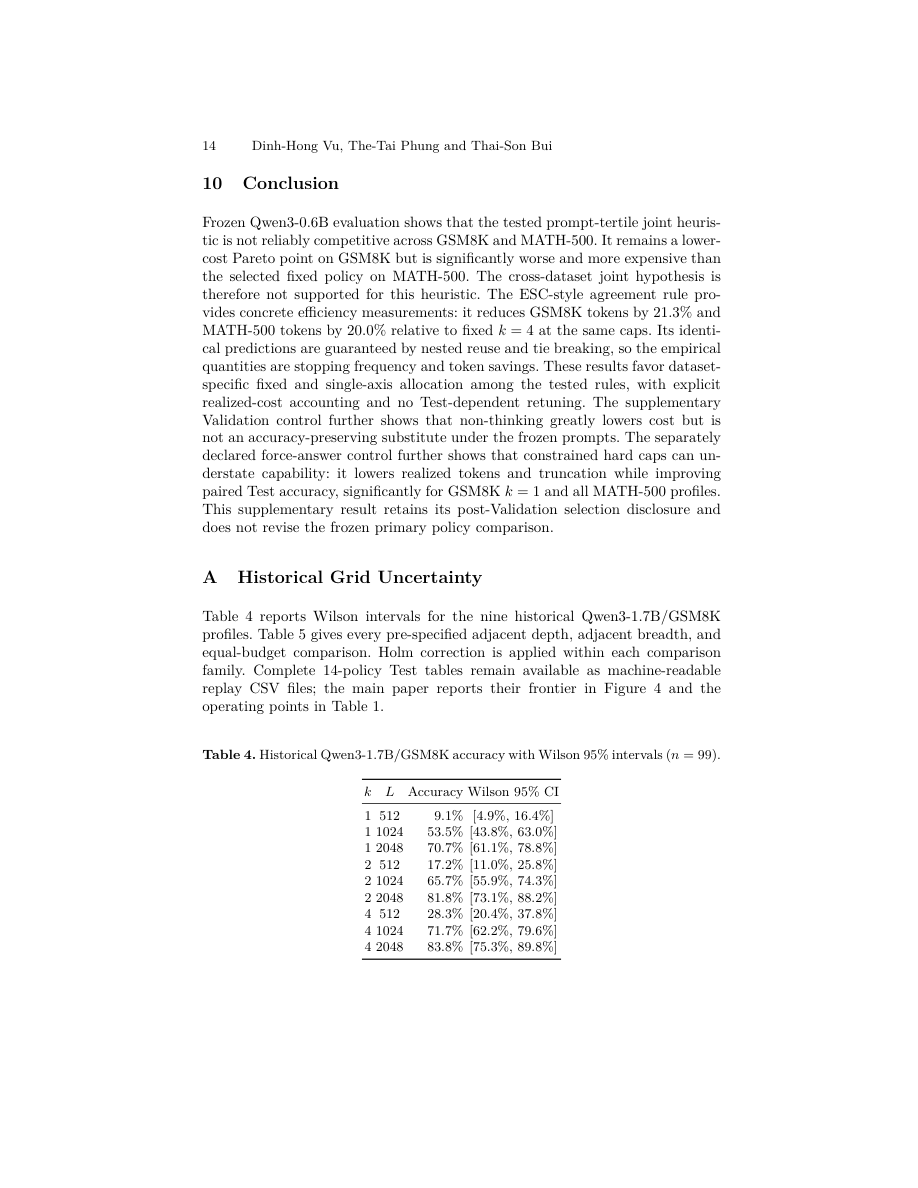 14 Dinh-Hong Vu, The-Tai Phung and Thai-Son Bui
10 Conclusion
Frozen Qwen3-0.6B evaluation shows that the tested prompt-tertile joint heuris-
tic is not reliably competitive across GSM8K and MATH-500. It remains a lower-
cost Pareto point on GSM8K but is significantly worse and more expensive than
the selected fixed policy on MATH-500. The cross-dataset joint hypothesis is
therefore not supported for this heuristic. The ESC-style agreement rule pro-
vides concrete efficiency measurements: it reduces GSM8K tokens by 21.3% and
MATH-500 tokens by 20.0% relative to fixed k = 4 at the same caps. Its identi-
cal predictions are guaranteed by nested reuse and tie breaking, so the empirical
quantities are stopping frequency and token savings. These results favor dataset-
specific fixed and single-axis allocation among the tested rules, with explicit
realized-cost accounting and no Test-dependent retuning. The supplementary
Validation control further shows that non-thinking greatly lowers cost but is
not an accuracy-preserving substitute under the frozen prompts. The separately
declared force-answer control further shows that constrained hard caps can un-
derstate capability: it lowers realized tokens and truncation while improving
paired Test accuracy, significantly for GSM8K k = 1 and all MATH-500 profiles.
This supplementary result retains its post-Validation selection disclosure and
does not revise the frozen primary policy comparison.
A Historical Grid Uncertainty
Table 4 reports Wilson intervals for the nine historical Qwen3-1.7B/GSM8K
profiles. Table 5 gives every pre-specified adjacent depth, adjacent breadth, and
equal-budget comparison. Holm correction is applied within each comparison
family. Complete 14-policy Test tables remain available as machine-readable
replay CSV files; the main paper reports their frontier in Figure 4 and the
operating points in Table 1.
Table 4. Historical Qwen3-1.7B/GSM8K accuracy with Wilson 95% intervals (n = 99).
k L Accuracy Wilson 95% CI
1 512 9.1% [4.9%, 16.4%]
1 1024 53.5% [43.8%, 63.0%]
1 2048 70.7% [61.1%, 78.8%]
2 512 17.2% [11.0%, 25.8%]
2 1024 65.7% [55.9%, 74.3%]
2 2048 81.8% [73.1%, 88.2%]
4 512 28.3% [20.4%, 37.8%]
4 1024 71.7% [62.2%, 79.6%]
4 2048 83.8% [75.3%, 89.8%]